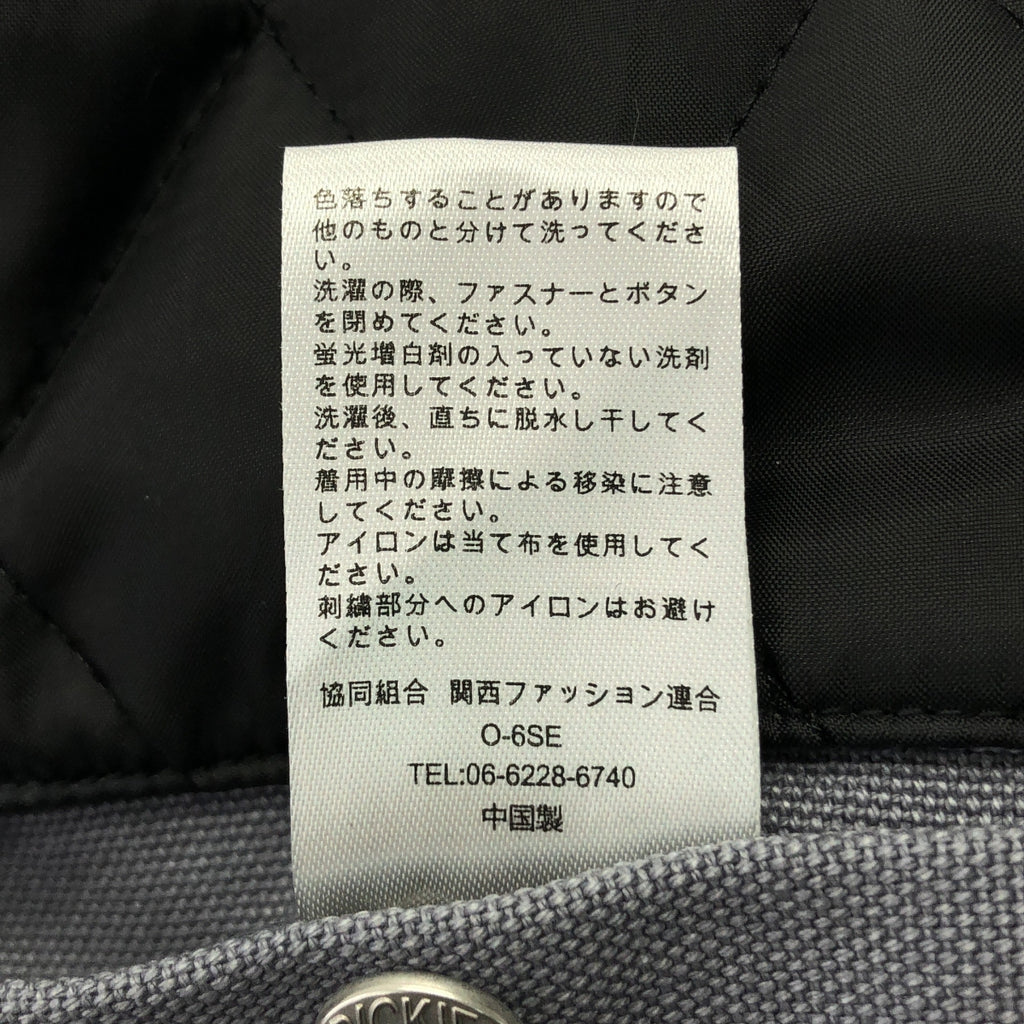 色落ちすることがありますので
他のものと分けて洗ってくださ
い。
洗濯の際、ファスナーとボタン
を閉めてください。
蛍光増白剤の入っていない洗剤
を使用してください。
洗濯後、直ちに脱水し干してく
ださい。
着用中の摩擦による移染に注意
してください。
アイロンは当て布を使用してく
ださい。
刺繍部分へのアイロンはお避け
ください。
協同組合 関西ファッション連合
O-6SE
TEL:06-6228-6740
中国製
DICKIE